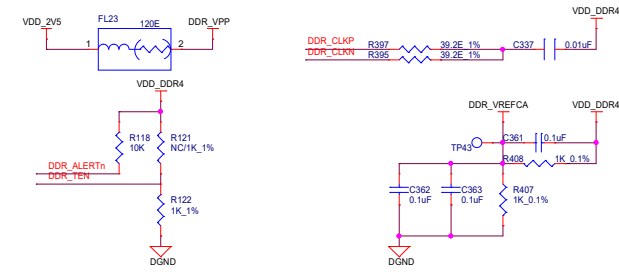 VDD_2V5
FL23
120E
DDR_VPP
1
2
VDD_DDR4
R118
10K
R121
NC/1K_1%
DDR_ALERTn
DDR_TEN
R122
1K_1%
DGND
VDD_DDR4
DDR_CLKP
R397
39.2E_1%
C337
0.01uF
DDR_CLKN
R395
39.2E_1%
DDR_VREFCA
VDD_DDR4
C361
0.1uF
TP43
R408
1K_0.1%
C362
0.1uF
C363
0.1uF
R407
1K_0.1%
DGND